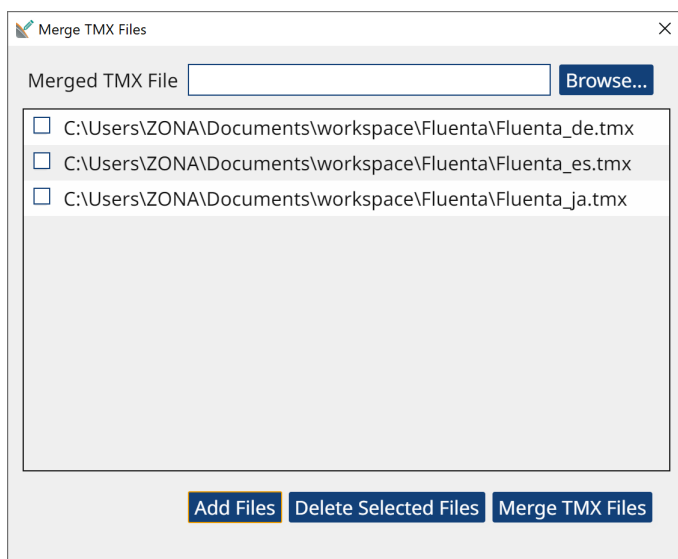 Merge TMX Files
Merged TMX File Browse...
C:\Users\ZONA\Documents\workspace\Fluenta\Fluenta_de.tmx
C:\Users\ZONA\Documents\workspace\Fluenta\Fluenta_es.tmx
C:\Users\ZONA\Documents\workspace\Fluenta\Fluenta_ja.tmx
Add Files Delete Selected Files Merge TMX Files